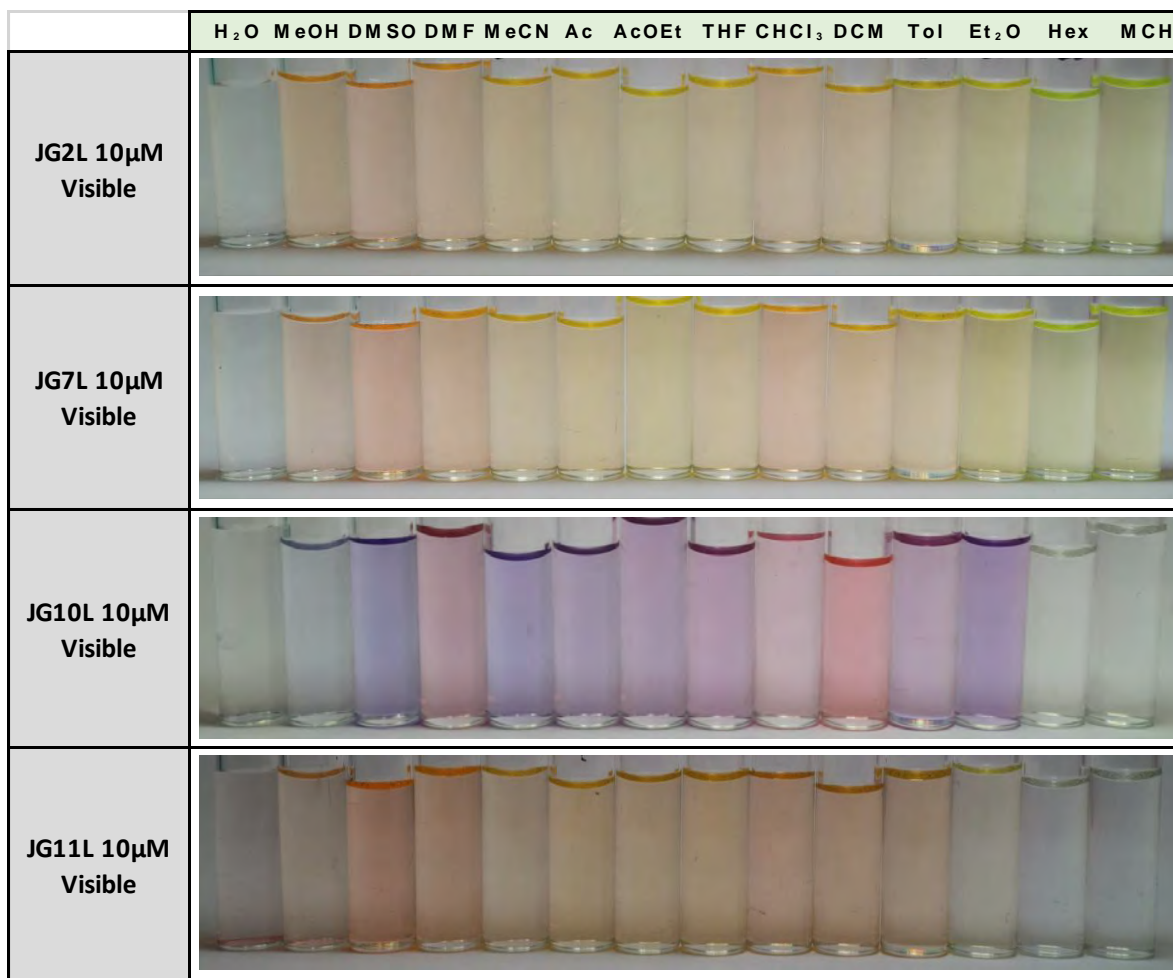 H₂O MeOH DMSO DMF MeCN Ac AcOEt THF CHCl₃ DCM Tol Et₂O Hex MCH
JG2L 10µM
Visible
JG7L 10µM
Visible
JG10L 10µM
Visible
JG11L 10µM
Visible